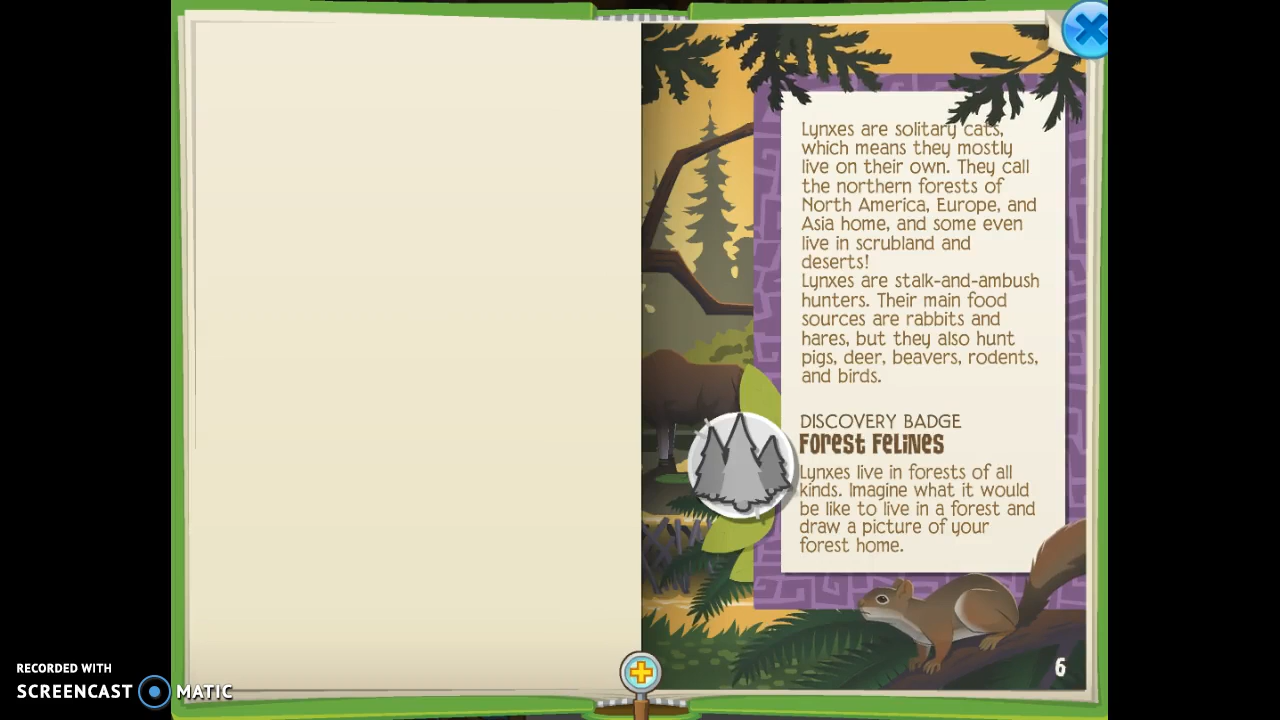 Lynxes are solitary cats,
which means they mostly
live on their own. They call
the northern forests of
North America, Europe, and
Asia home, and some even
live in scrubland and
deserts!
Lynxes are stalk-and-ambush
hunters. Their main food
sources are rabbits and
hares, but they also hunt
pigs, deer, beavers, rodents,
and birds.
DISCOVERY BADGE
FOREST FELINES
Lynxes live in forests of all
kinds. Imagine what it would
be like to live in a forest and
draw a picture of your
forest home.
6
RECORDED WITH
SCREENCAST MATIC